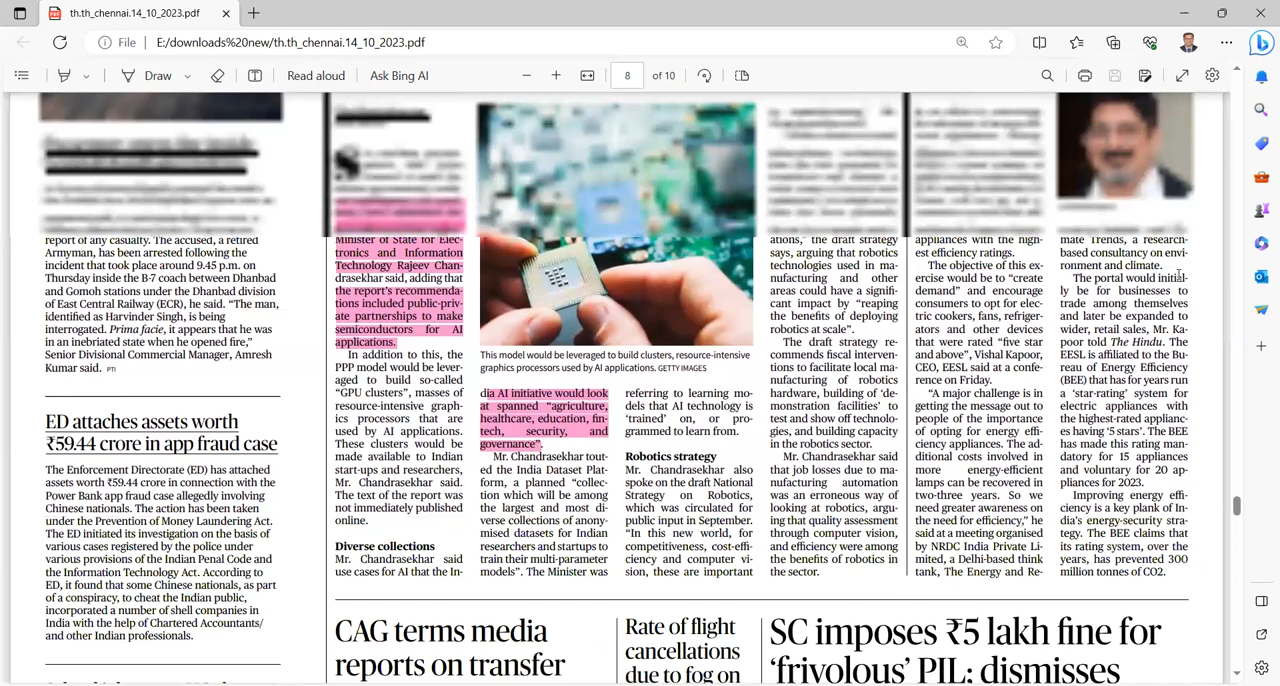 th.th_chennai.14_10_2023.pdf
File
E:/downloads%20new/th.th_chennai.14_10_2023.pdf
Draw
Read aloud
Ask Bing AI
8
of 10
report of any casualty. The accused, a retired
Armyman, has been arrested following the
incident that took place around 9.45 p.m. on
Thursday inside the B-7 coach between Dhanbad
and Gomoh stations under the Dhanbad division
of East Central Railway (ECR), he said. “The man,
identified as Harvinder Singh, is being
interrogated. Prima facie, it appears that he was
in an inebriated state when he opened fire,”
Senior Divisional Commercial Manager, Amresh
Kumar said. PTI
ED attaches assets worth
₹59.44 crore in app fraud case
The Enforcement Directorate (ED) has attached
assets worth ₹59.44 crore in connection with the
Power Bank app fraud case allegedly involving
Chinese nationals. The action has been taken
under the Prevention of Money Laundering Act.
The ED initiated its investigation on the basis of
various cases registered by the police under
various provisions of the Indian Penal Code and
the Information Technology Act. According to
ED, it found that some Chinese nationals, as part
of a conspiracy, to cheat the Indian public,
incorporated a number of shell companies in
India with the help of Chartered Accountants/
and other Indian professionals.
Minister of State for Elec-
tronics and Information
Technology Rajeev Chan-
drasekhar said, adding that
the report's recommenda-
tions included public-priv-
ate partnerships to make
semiconductors for AI
applications.
In addition to this, the
PPP model would be lever-
aged to build so-called
“GPU clusters”, masses of
resource-intensive graph-
ics processors that are
used by AI applications.
These clusters would be
made available to Indian
start-ups and researchers,
Mr. Chandrasekhar said.
The text of the report was
not immediately published
online.
Diverse collections
Mr. Chandrasekhar said
use cases for AI that the In-
This model would be leveraged to build clusters, resource-intensive
graphics processors used by AI applications. GETTY IMAGES
dia AI initiative would look
at spanned “agriculture,
healthcare, education, fin-
tech, security, and
governance”.
Mr. Chandrasekhar tout-
ed the India Dataset Plat-
form, a planned “collec-
tion which will be among
the largest and most di-
verse collections of anony-
mised datasets for Indian
researchers and startups to
train their multi-parameter
models”. The Minister was
referring to learning mo-
dels that AI technology is
‘trained’ on, or pro-
grammed to learn from.
Robotics strategy
Mr. Chandrasekhar also
spoke on the draft National
Strategy on Robotics,
which was circulated for
public input in September.
“In this new world, for
competitiveness, cost-effi-
ciency and computer vi-
sion, these are important
ations,” the draft strategy
says, arguing that robotics
technologies used in ma-
nufacturing and other
areas could have a signifi-
cant impact by “reaping
the benefits of deploying
robotics at scale”.
The draft strategy re-
commends fiscal interven-
tions to facilitate local ma-
nufacturing of robotics
hardware, building of ‘de-
monstration facilities’ to
test and show off technolo-
gies, and building capacity
in the robotics sector.
Mr. Chandrasekhar said
that job losses due to ma-
nufacturing automation
was an erroneous way of
looking at robotics, argu-
ing that quality assessment
through computer vision,
and efficiency were among
the benefits of robotics in
the sector.
appliances with the high-
est efficiency ratings.
The objective of this ex-
ercise would be to “create
demand” and encourage
consumers to opt for elec-
tric cookers, fans, refriger-
ators and other devices
that were rated “five star
and above”, Vishal Kapoor,
CEO, EESL said at a confe-
rence on Friday.
“A major challenge is in
getting the message out to
people of the importance
of opting for energy effi-
ciency appliances. The ad-
ditional costs involved in
more energy-efficient
lamps can be recovered in
two-three years. So we
need greater awareness on
the need for efficiency,” he
said at a meeting organised
by NRDC India Private Li-
mited, a Delhi-based think
tank, The Energy and Re-
mate Trends, a research-
based consultancy on envi-
ronment and climate.
The portal would initial-
ly be for businesses to
trade among themselves
and later be expanded to
wider, retail sales, Mr. Ka-
poor told The Hindu. The
EESL is affiliated to the Bu-
reau of Energy Efficiency
(BEE) that has for years run
a ‘star-rating’ system for
electric appliances with
the highest-rated applianc-
es having ‘5 stars’. The BEE
has made this rating man-
datory for 15 appliances
and voluntary for 20 ap-
pliances for 2023.
Improving energy effi-
ciency is a key plank of In-
dia's energy-security stra-
tegy. The BEE claims that
its rating system, over the
years, has prevented 300
million tonnes of CO2.
CAG terms media
reports on transfer
Rate of flight
cancellations
due to fog on
SC imposes ₹5 lakh fine for
‘frivolous’ PIL; dismisses